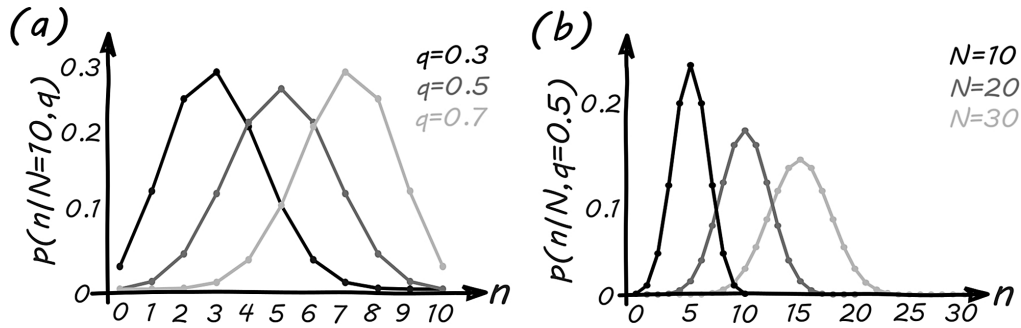 (a)
p(n|N=10,q)
0.3
0.2
0.1
0
q=0.3
q=0.5
q=0.7
0 1 2 3 4 5 6 7 8 9 10
n
(b)
p(n|N,q=0.5)
0.2
0.1
0
N=10
N=20
N=30
0 5 10 15 20 25 30
n